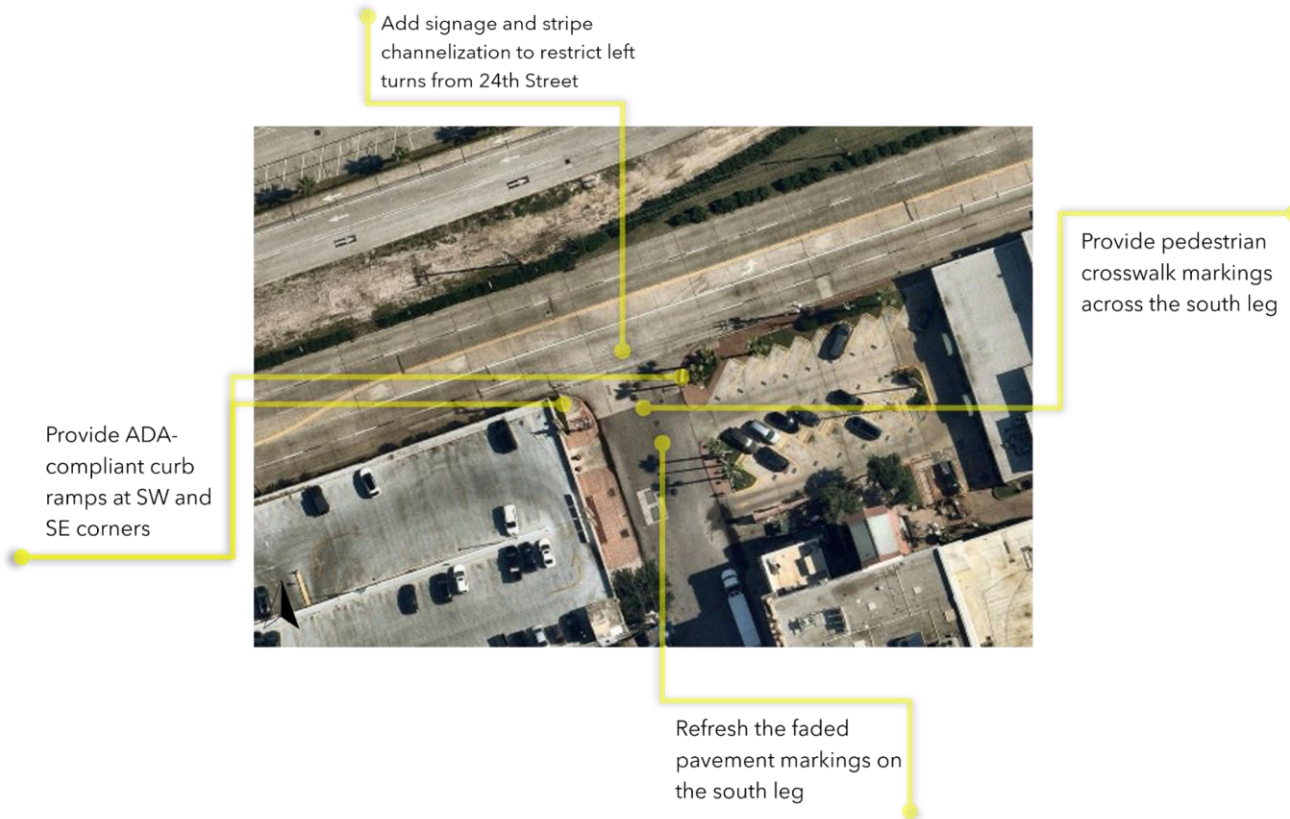 Add signage and stripe
channelization to restrict left
turns from 24th Street
Provide pedestrian
crosswalk markings
across the south leg
Provide ADA-
compliant curb
ramps at SW and
SE corners
Refresh the faded
pavement markings on
the south leg